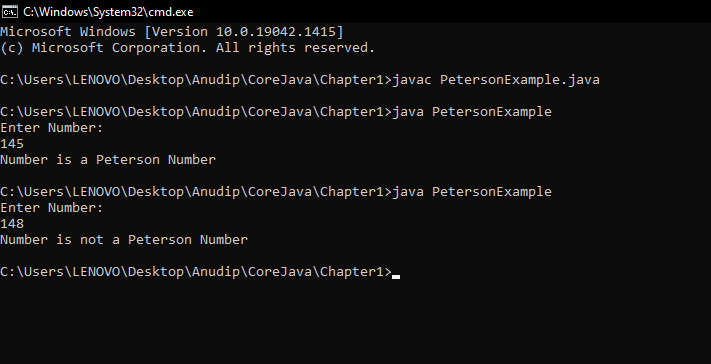 C:\Windows\System32\cmd.exe
Microsoft Windows [Version 10.0.19042.1415]
(c) Microsoft Corporation. All rights reserved.
C:\Users\LENOVO\Desktop\Anudip\CoreJava\Chapter1>javac PetersonExample.java
C:\Users\LENOVO\Desktop\Anudip\CoreJava\Chapter1>java PetersonExample
Enter Number:
145
Number is a Peterson Number
C:\Users\LENOVO\Desktop\Anudip\CoreJava\Chapter1>java PetersonExample
Enter Number:
148
Number is not a Peterson Number
C:\Users\LENOVO\Desktop\Anudip\CoreJava\Chapter1>